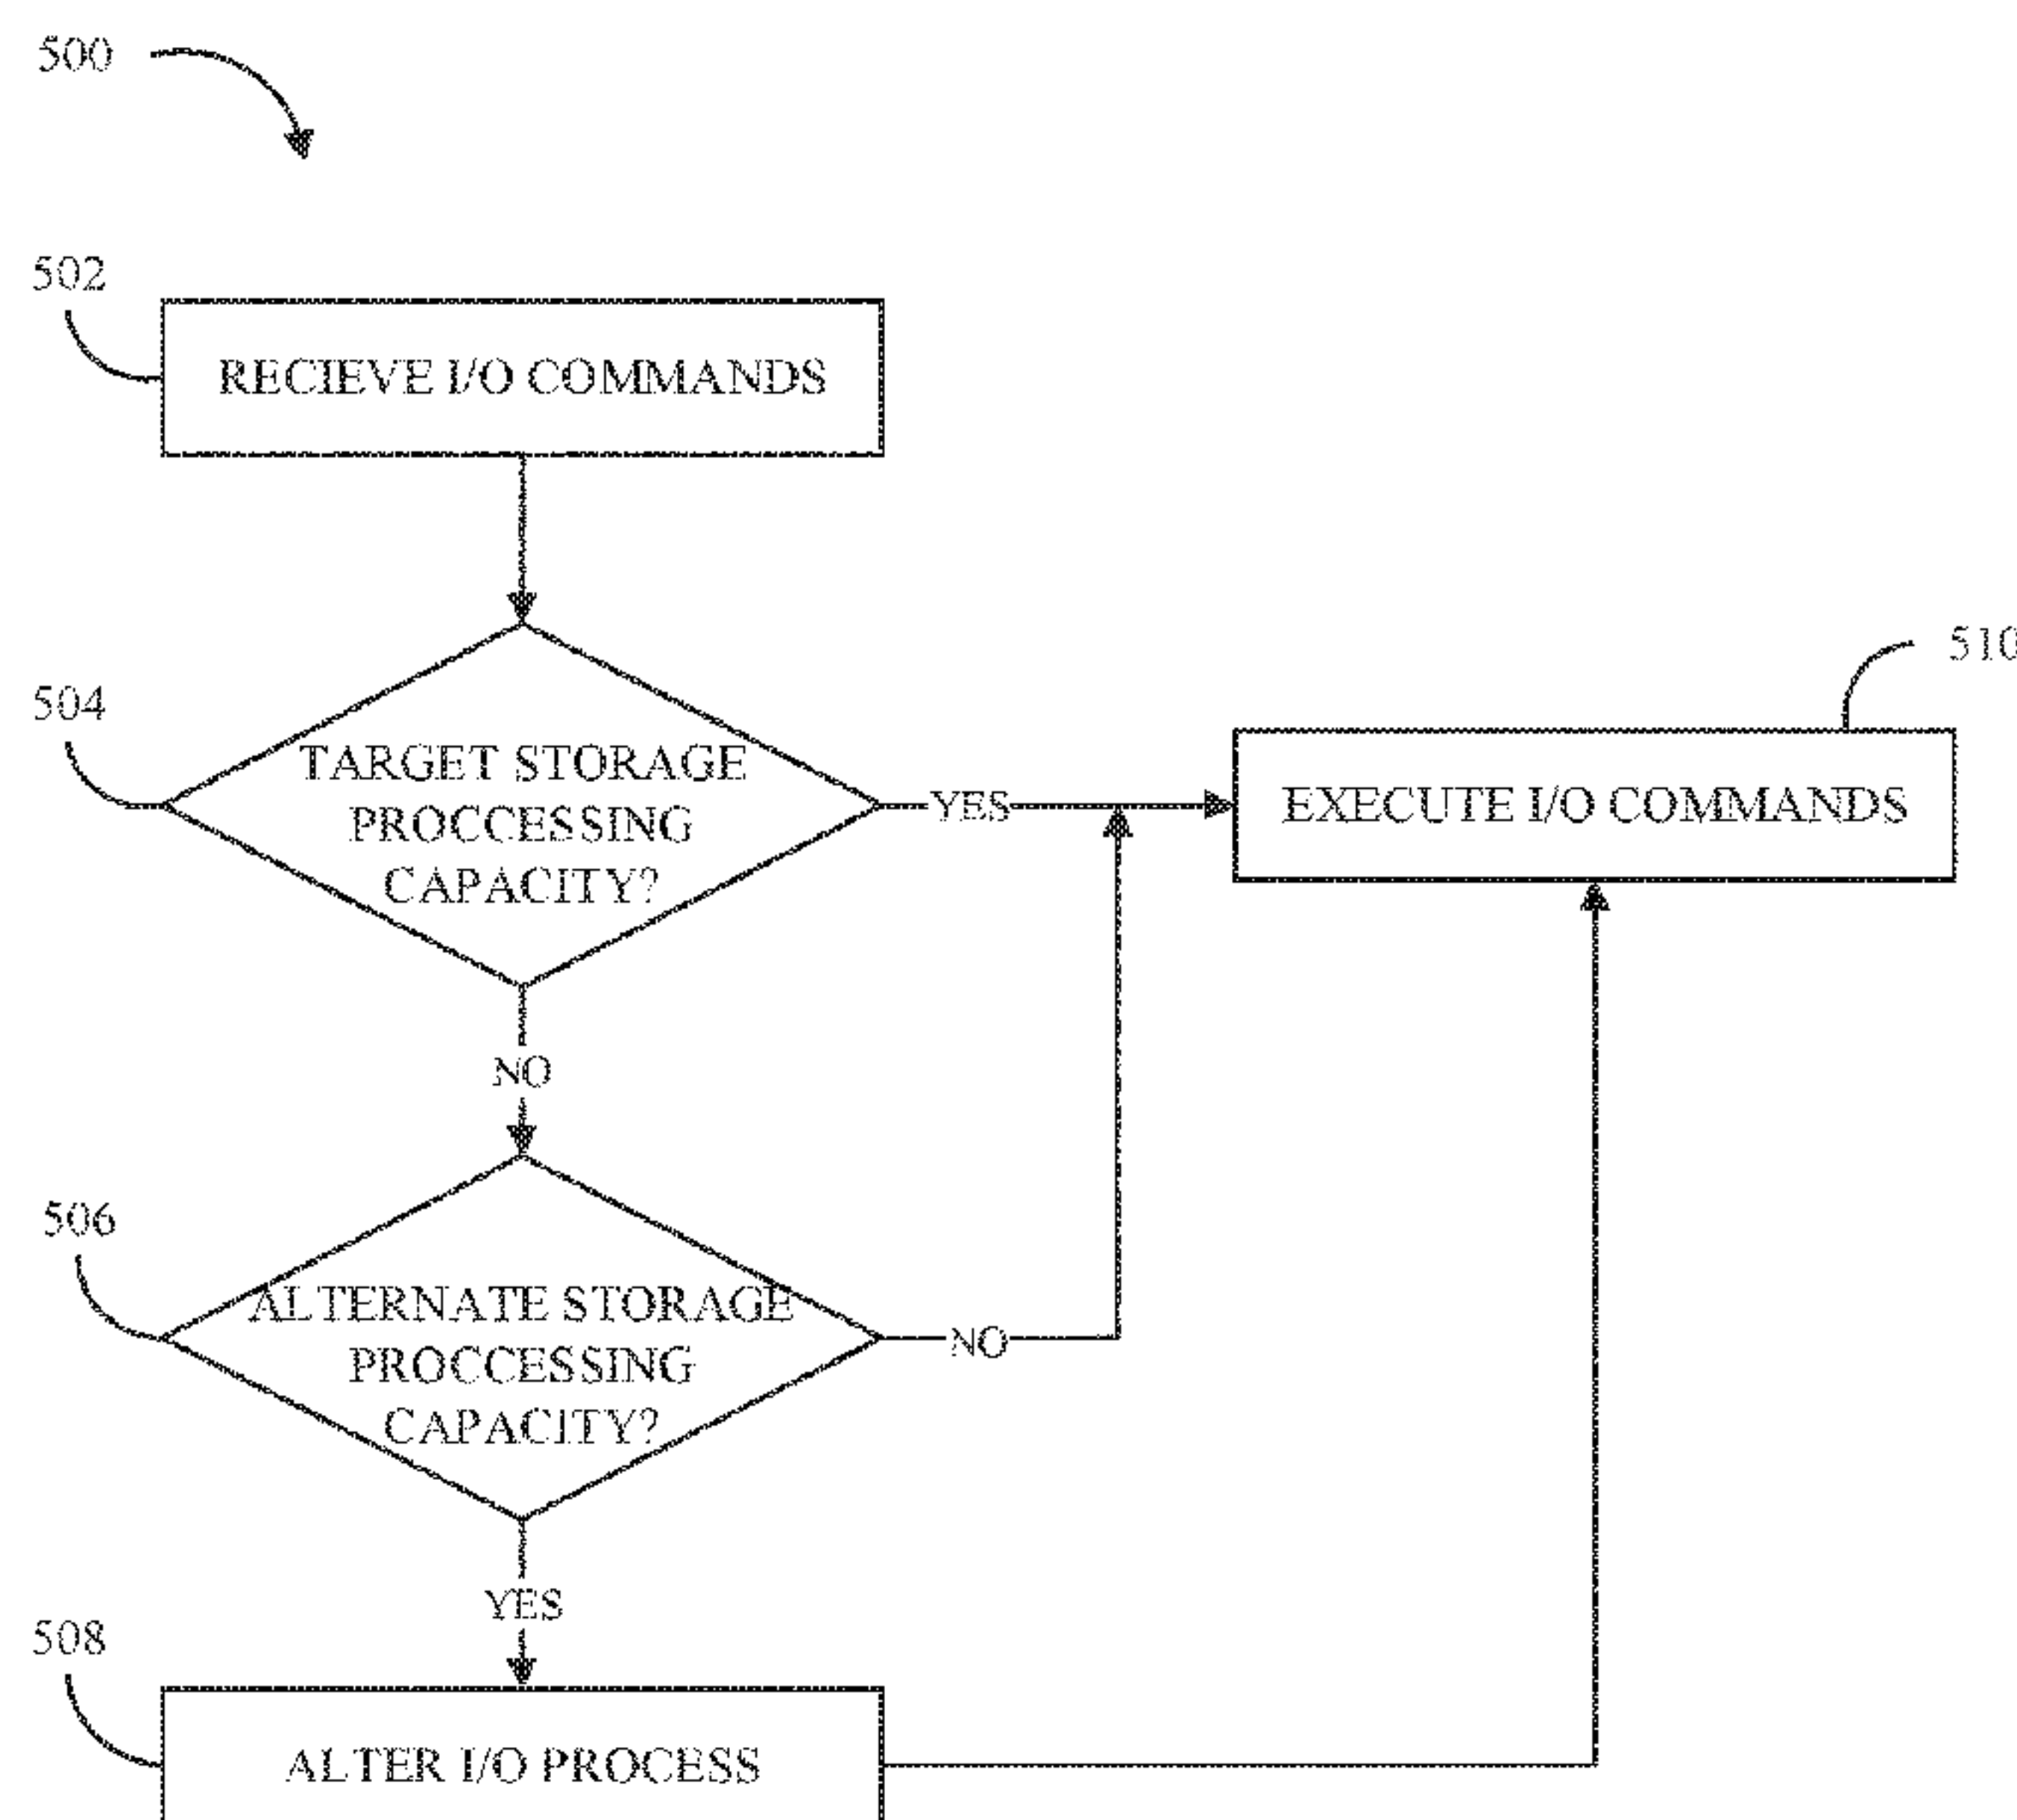 500
502
RECIEVE I/O COMMANDS
504
TARGET STORAGE
PROCCESSING
CAPACITY?
YES
510
EXECUTE I/O COMMANDS
NO
506
ALTERNATE STORAGE
PROCCESSING
CAPACITY?
NO
YES
508
ALTER I/O PROCESS